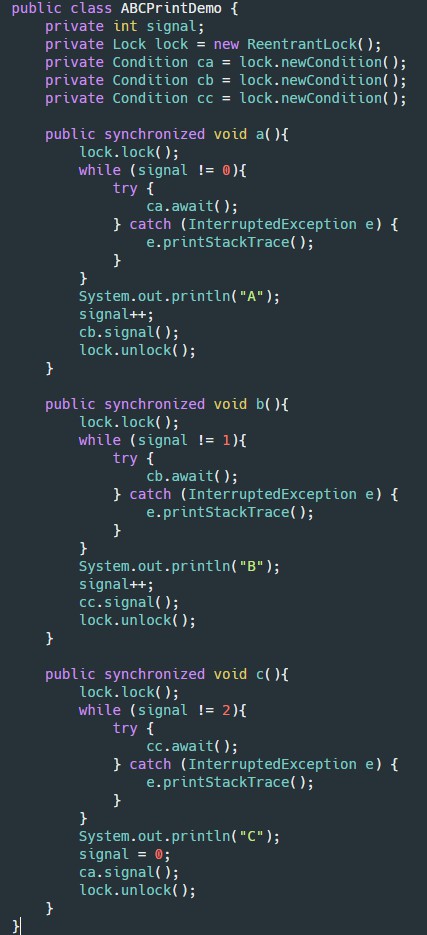 public class ABCPrintDemo {
    private int signal;
    private Lock lock = new ReentrantLock();
    private Condition ca = lock.newCondition();
    private Condition cb = lock.newCondition();
    private Condition cc = lock.newCondition();

    public synchronized void a(){
        lock.lock();
        while (signal != 0){
            try {
                ca.await();
            } catch (InterruptedException e) {
                e.printStackTrace();
            }
        }
        System.out.println("A");
        signal++;
        cb.signal();
        lock.unlock();
    }

    public synchronized void b(){
        lock.lock();
        while (signal != 1){
            try {
                cb.await();
            } catch (InterruptedException e) {
                e.printStackTrace();
            }
        }
        System.out.println("B");
        signal++;
        cc.signal();
        lock.unlock();
    }

    public synchronized void c(){
        lock.lock();
        while (signal != 2){
            try {
                cc.await();
            } catch (InterruptedException e) {
                e.printStackTrace();
            }
        }
        System.out.println("C");
        signal = 0;
        ca.signal();
        lock.unlock();
    }
}